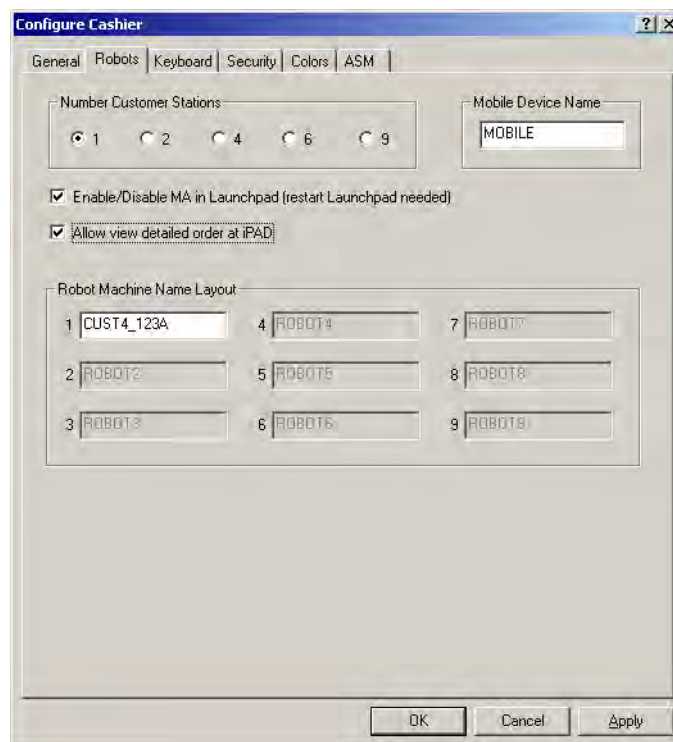 Configure Cashier
General Robots Keyboard Security Colors ASM
Number Customer Stations Mobile Device Name
1 2 4 6 9 MOBILE
Enable/Disable MA in Launchpad (restart Launchpad needed)
Allow view detailed order at iPAD
Robot Machine Name Layout
1 CUST4_123A 4 ROBOT4 7 ROBOT7
2 ROBOT2 5 ROBOT5 8 ROBOT8
3 ROBOT3 6 ROBOT6 9 ROBOT9
OK Cancel Apply